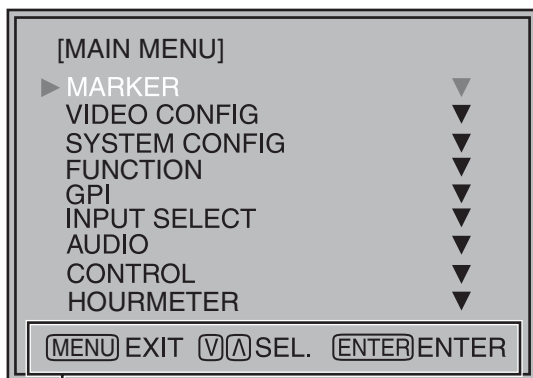 [MAIN MENU]
▶ MARKER ▼
VIDEO CONFIG ▼
SYSTEM CONFIG ▼
FUNCTION ▼
GPI ▼
INPUT SELECT ▼
AUDIO ▼
CONTROL ▼
HOURMETER ▼
MENU EXIT V Λ SEL. ENTER ENTER